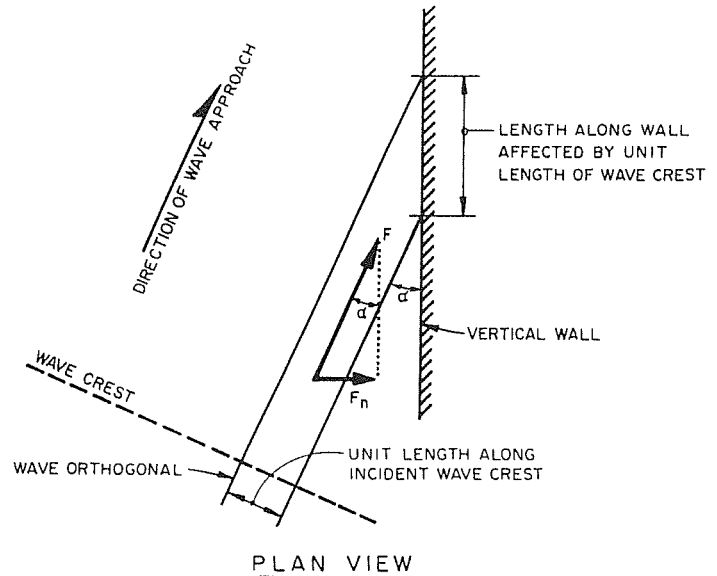 DIRECTION OF WAVE APPROACH
LENGTH ALONG WALL
AFFECTED BY UNIT
LENGTH OF WAVE CREST
F
α
α
VERTICAL WALL
WAVE CREST
Fn
WAVE ORTHOGONAL
UNIT LENGTH ALONG
INCIDENT WAVE CREST
PLAN VIEW